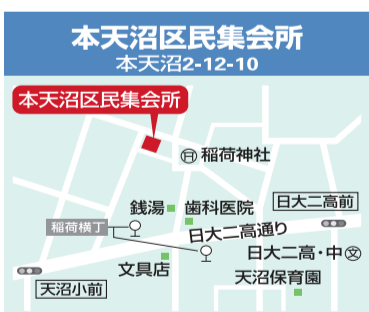 本天沼区民集会所
本天沼2-12-10
本天沼区民集会所
稲荷神社
銭湯
歯科医院
日大二高前
稲荷横丁
日大二高通り
日大二高・中
文
文具店
天沼保育園
天沼小前